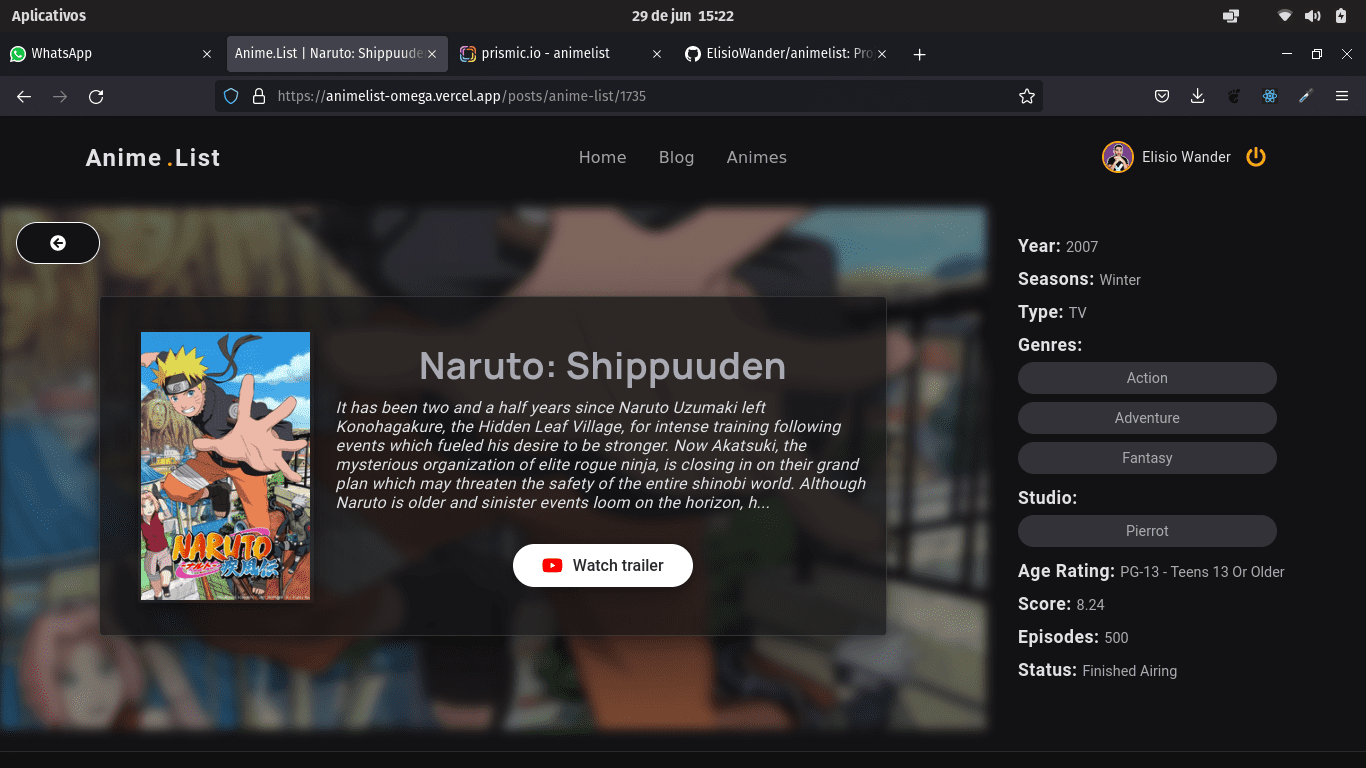 Aplicativos
29 de jun 15:22
WhatsApp
Anime.List | Naruto: Shippuude
prismic.io - animelist
ElisioWander/animelist: Pro
https://animelist-omega.vercel.app/posts/anime-list/1735
Anime .List
Home
Blog
Animes
Elisio Wander
Naruto: Shippuuden
It has been two and a half years since Naruto Uzumaki left
Konohagakure, the Hidden Leaf Village, for intense training following
events which fueled his desire to be stronger. Now Akatsuki, the
mysterious organization of elite rogue ninja, is closing in on their grand
plan which may threaten the safety of the entire shinobi world. Although
Naruto is older and sinister events loom on the horizon, h...
Watch trailer
NARUTO
ナルト
疾風伝
Year: 2007
Seasons: Winter
Type: TV
Genres:
Action
Adventure
Fantasy
Studio:
Pierrot
Age Rating: PG-13 - Teens 13 Or Older
Score: 8.24
Episodes: 500
Status: Finished Airing